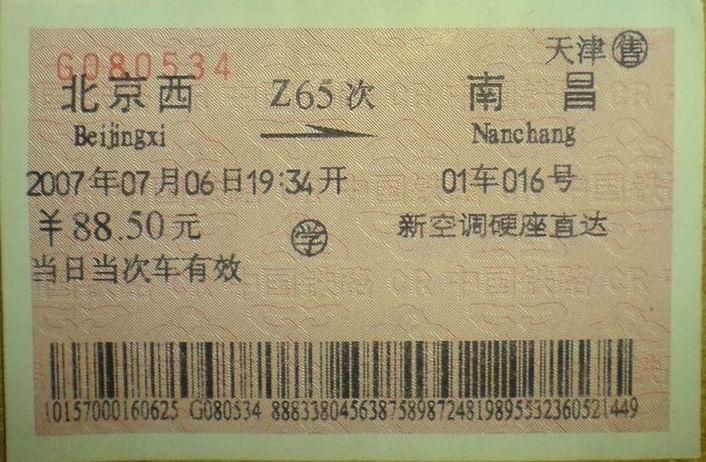 天津售
G080534
北京西 Z65次 南昌
Beijingxi Nanchang
2007年07月06日19:34开 01车016号
¥88.50元 学 新空调硬座直达
当日当次车有效
10157000160625 G080534 88833804563875898724819895532360521449